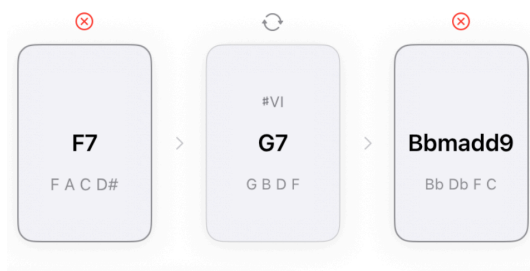 F7
F A C D#
#VI
G7
G B D F
Bbmadd9
Bb Db F C